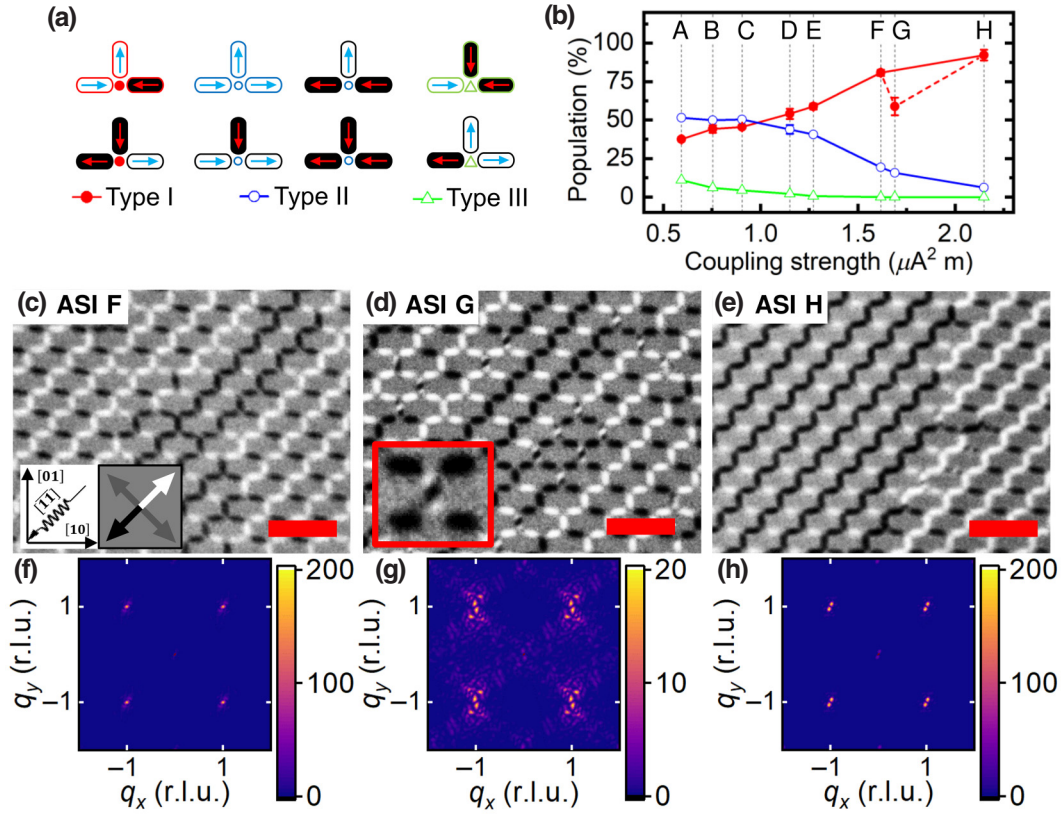 (a)
Type I
Type II
Type III
(b)
A B C D E F G H
Population (%)
100
75
50
25
0
0.5 1.0 1.5 2.0
Coupling strength (μA² m)
(c) ASI F
[01]
[11]
[10]
(d) ASI G
(e) ASI H
(f)
200
100
0
1
−1
q_y (r.l.u.)
−1 1
q_x (r.l.u.)
(g)
20
10
0
1
−1
q_y (r.l.u.)
−1 1
q_x (r.l.u.)
(h)
200
100
0
1
−1
q_y (r.l.u.)
−1 1
q_x (r.l.u.)